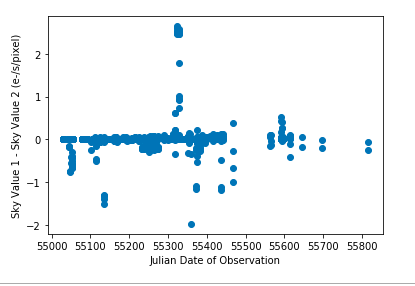 2
1
0
−1
−2
Sky Value 1 - Sky Value 2 (e-/s/pixel)
55000 55100 55200 55300 55400 55500 55600 55700 55800
Julian Date of Observation